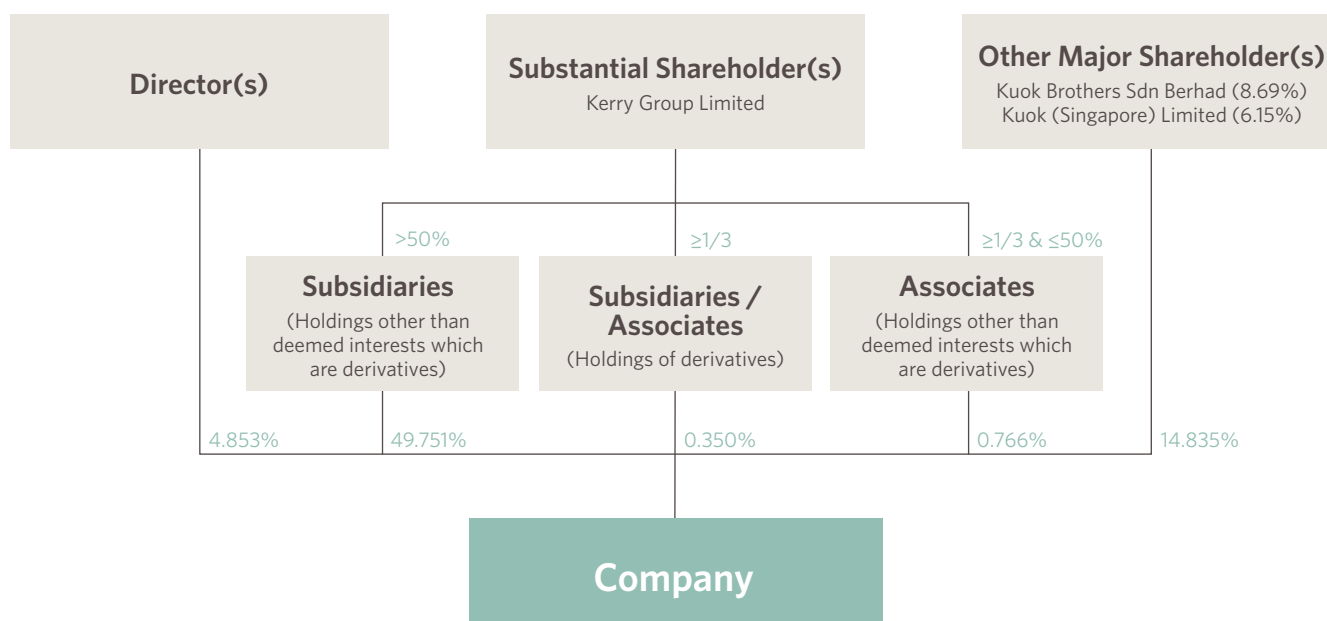 Director(s)
Substantial Shareholder(s)
Kerry Group Limited
Other Major Shareholder(s)
Kuok Brothers Sdn Berhad (8.69%)
Kuok (Singapore) Limited (6.15%)
>50%
≥1/3
≥1/3 & ≤50%
Subsidiaries
(Holdings other than
deemed interests which
are derivatives)
Subsidiaries /
Associates
(Holdings of derivatives)
Associates
(Holdings other than
deemed interests which
are derivatives)
4.853%
49.751%
0.350%
0.766%
14.835%
Company